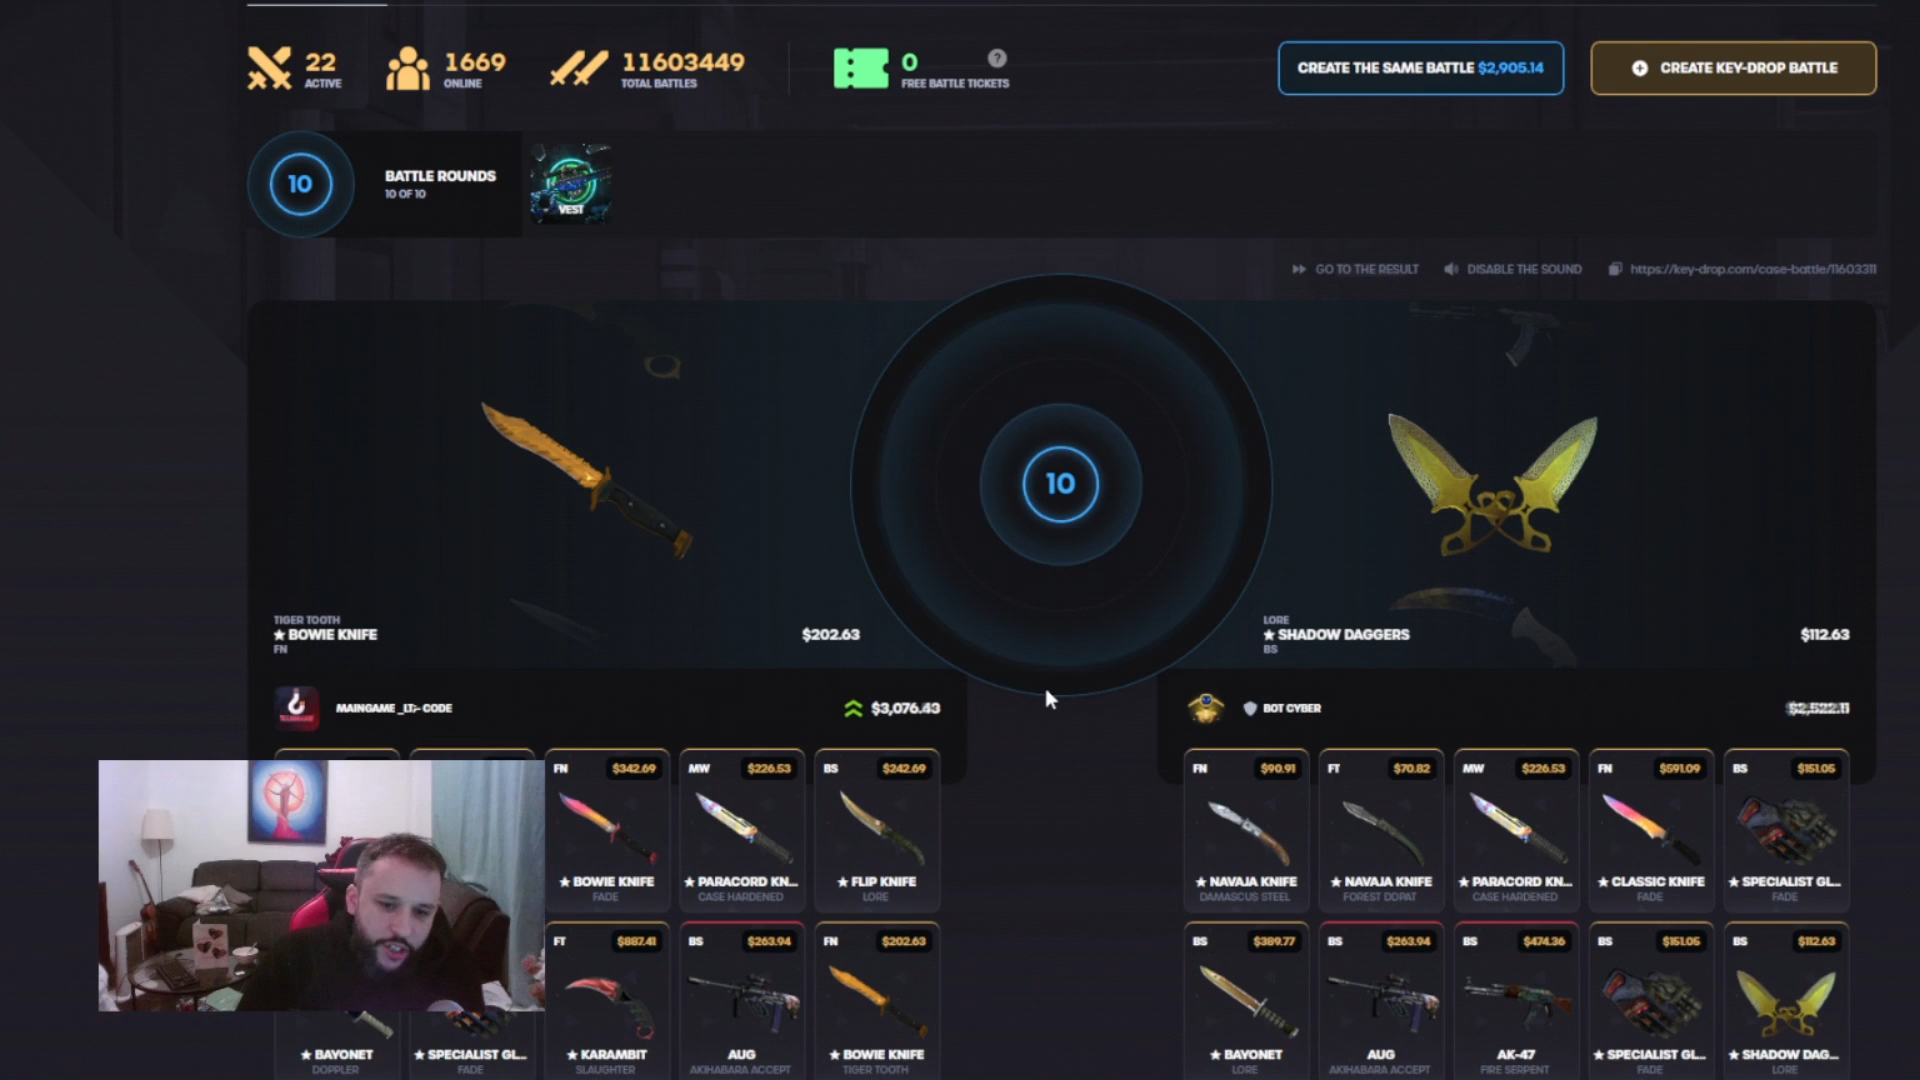 22
ACTIVE
1669
ONLINE
11603449
TOTAL BATTLES
0
?
FREE BATTLE TICKETS
CREATE THE SAME BATTLE $2,905.14
CREATE KEY-DROP BATTLE
10
BATTLE ROUNDS
10 OF 10
VEST
GO TO THE RESULT
DISABLE THE SOUND
https://key-drop.com/case-battle/11603311
10
TIGER TOOTH
★ BOWIE KNIFE
FN
$202.63
LORE
★ SHADOW DAGGERS
BS
$112.63
MAINGAME_LT;- CODE
$3,076.43
BOT CYBER
$2,522.11
FN $342.69
★ BOWIE KNIFE
FADE
MW $226.53
★ PARACORD KN...
CASE HARDENED
BS $242.69
★ FLIP KNIFE
LORE
FN $90.91
★ NAVAJA KNIFE
DAMASCUS STEEL
FT $70.82
★ NAVAJA KNIFE
FOREST DDPAT
MW $226.53
★ PARACORD KN...
CASE HARDENED
FN $591.09
★ CLASSIC KNIFE
FADE
BS $151.05
★ SPECIALIST GL...
FADE
★ BAYONET
DOPPLER
★ SPECIALIST GL...
FADE
FT $887.41
★ KARAMBIT
SLAUGHTER
BS $263.94
AUG
AKIHABARA ACCEPT
FN $202.63
★ BOWIE KNIFE
TIGER TOOTH
BS $389.77
★ BAYONET
LORE
BS $263.94
AUG
AKIHABARA ACCEPT
BS $474.36
AK-47
FIRE SERPENT
BS $151.05
★ SPECIALIST GL...
FADE
BS $112.63
★ SHADOW DAG...
LORE